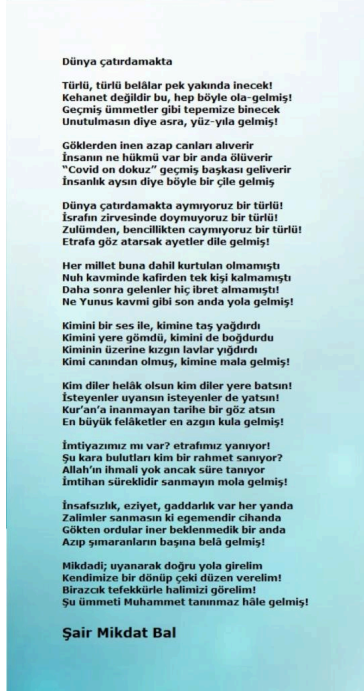 Dünya çatırdamakta
Türlü, türlü belâlar pek yakında inecek!
Kehanet değildir bu, hep böyle ola-gelmiş!
Geçmiş ümmetler gibi tepemize binecek
Unutulmasın diye asra, yüz-yıla gelmiş!
Göklerden inen azap canları alıverir
İnsanın ne hükmü var bir anda ölüverir
“Covid on dokuz” geçmiş başkası geliverir
İnsanlık aysın diye böyle bir çile gelmiş
Dünya çatırdamakta aymıyoruz bir türlü!
İsrafın zirvesinde doymuyoruz bir türlü!
Zulümden, bencillikten caymıyoruz bir türlü!
Etrafa göz atarsak ayetler dile gelmiş!
Her millet buna dahil kurtulan olmamıştı
Nuh kavminde kafirden tek kişi kalmamıştı
Daha sonra gelenler hiç ibret almamıştı!
Ne Yunus kavmi gibi son anda yola gelmiş!
Kimini bir ses ile, kimine taş yağdırdı
Kimini yere gömdü, kimini de boğdurdu
Kiminin üzerine kızgın lavlar yığdırdı
Kimi canından olmuş, kimine mala gelmiş!
Kim diler helâk olsun kim diler yere batsın!
İsteyenler uyansın isteyenler de yatsın!
Kur’an’a inanmayan tarihe bir göz atsın
En büyük felâketler en azgın kula gelmiş!
İmtiyazımız mı var? etrafımız yanıyor!
Şu kara bulutları kim bir rahmet sanıyor?
Allah’ın ihmali yok ancak süre tanıyor
İmtihan süreklidir sanmayın mola gelmiş!
İnsafsızlık, eziyet, gaddarlık var her yanda
Zalimler sanmasın ki egemendir cihanda
Gökten ordular iner beklenmedik bir anda
Azıp şımaranların başına belâ gelmiş!
Mikdadi; uyanarak doğru yola girelim
Kendimize bir dönüp çeki düzen verelim!
Birazcık tefekkürle halimizi görelim!
Şu ümmeti Muhammet tanınmaz hâle gelmiş!
Şair Mikdat Bal